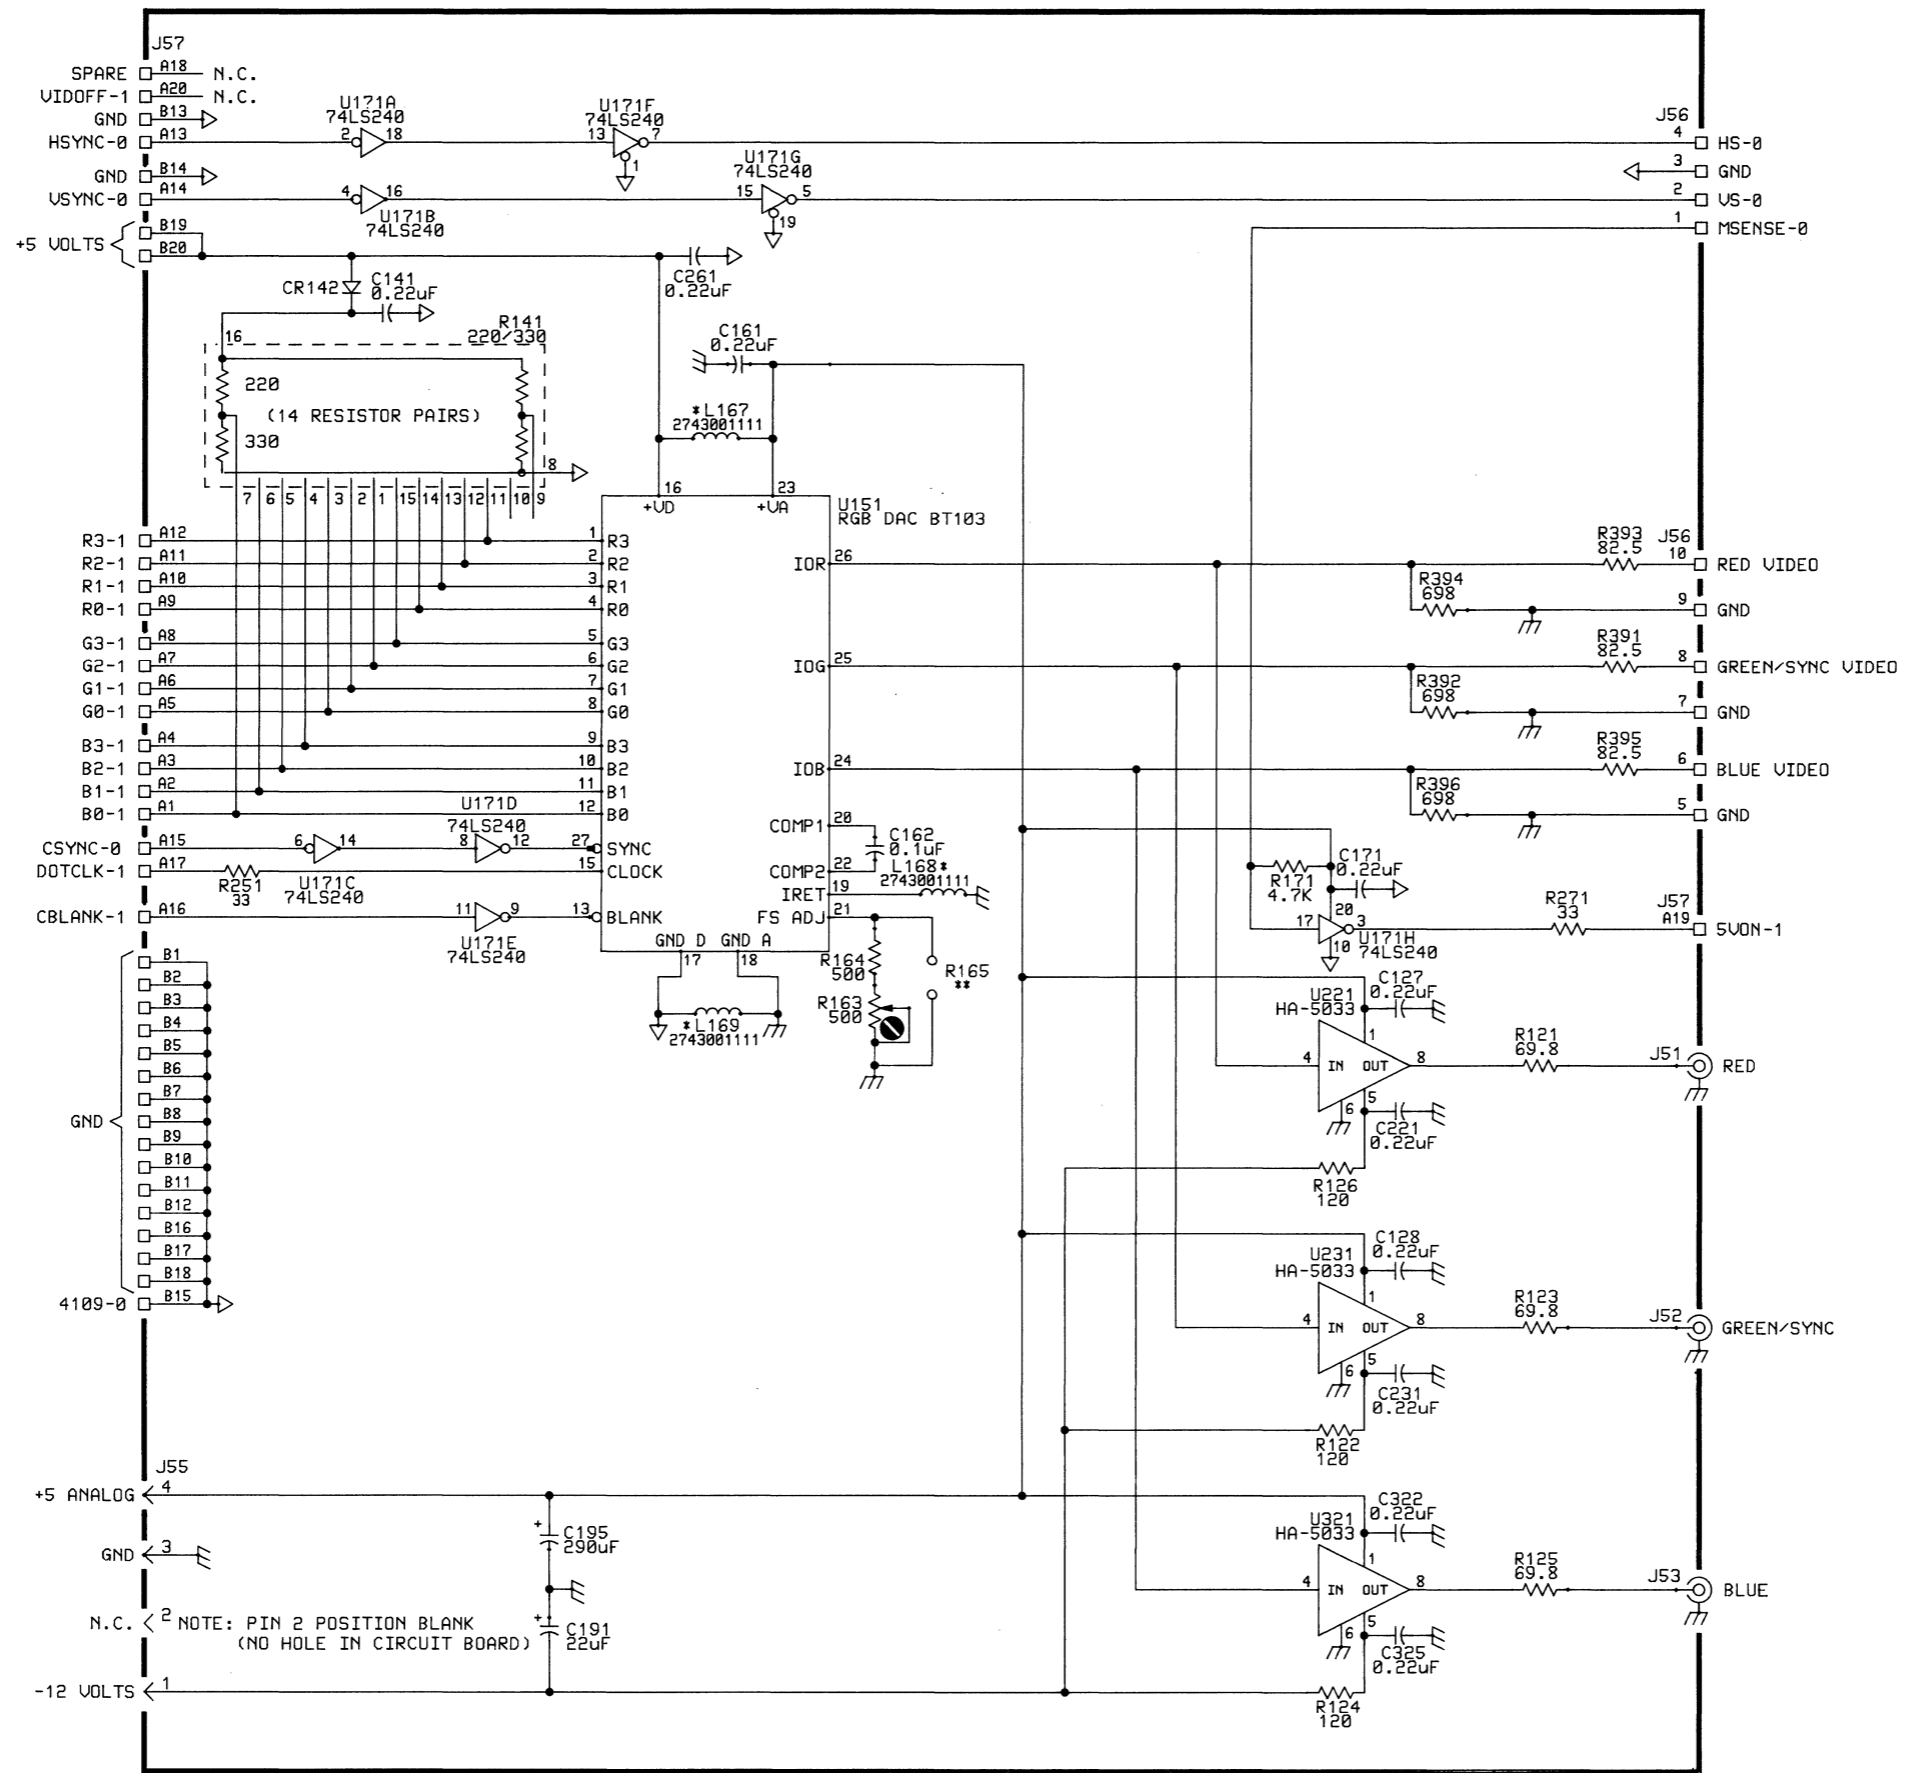 J57
SPARE A18 N.C.
VIDOFF-1 A20 N.C.
GND B13
HSYNC-0 A13
GND B14
VSYNC-0 A14
+5 VOLTS B19
B20
U171A
74LS240
2 18
U171F
74LS240
13 7
1
U171B
74LS240
4 16
U171G
74LS240
15 5
19
J56
4 HS-0
3 GND
2 VS-0
1 MSENSE-0
CR142
C141
0.22uF
C261
0.22uF
R141
220/330
16
220
(14 RESISTOR PAIRS)
330
8
7 6 5 4 3 2 1 15 14 13 12 11 10 9
C161
0.22uF
*L167
2743001111
16 23
+VD +VA
U151
RGB DAC BT103
R3-1 A12 1 R3
R2-1 A11 2 R2
R1-1 A10 3 R1
R0-1 A9 4 R0
G3-1 A8 5 G3
G2-1 A7 6 G2
G1-1 A6 7 G1
G0-1 A5 8 G0
B3-1 A4 9 B3
B2-1 A3 10 B2
B1-1 A2 11 B1
B0-1 A1 12 B0
CSYNC-0 A15 6 14
U171C
74LS240
U171D
74LS240
8 12 27 SYNC
DOTCLK-1 A17
R251
33
15 CLOCK
CBLANK-1 A16 11 9 13 BLANK
U171E
74LS240
IOR 26
IOG 25
IOB 24
COMP1 20
C162
0.1uF
COMP2 22
L168*
2743001111
IRET 19
FS ADJ 21
GND D GND A
17 18
*L169
2743001111
R164
500
R163
500
R165
**
R393
82.5
J56
10 RED VIDEO
R394
698
9 GND
R391
82.5
8 GREEN/SYNC VIDEO
R392
698
7 GND
R395
82.5
6 BLUE VIDEO
R396
698
5 GND
R171
4.7K
C171
0.22uF
20
17 3
10
U171H
74LS240
R271
33
J57
A19 5VON-1
GND
B1
B2
B3
B4
B5
B6
B7
B8
B9
B10
B11
B12
B16
B17
B18
4109-0 B15
U221
HA-5033
C127
0.22uF
1
4 IN OUT 8
5
6
C221
0.22uF
R121
69.8
J51 RED
R126
120
U231
HA-5033
C128
0.22uF
1
4 IN OUT 8
5
6
C231
0.22uF
R123
69.8
J52 GREEN/SYNC
R122
120
J55
+5 ANALOG 4
C195
290uF
+
GND 3
N.C. 2 NOTE: PIN 2 POSITION BLANK
(NO HOLE IN CIRCUIT BOARD)
+
C191
22uF
-12 VOLTS 1
U321
HA-5033
C322
0.22uF
1
4 IN OUT 8
5
6
C325
0.22uF
R125
69.8
J53 BLUE
R124
120